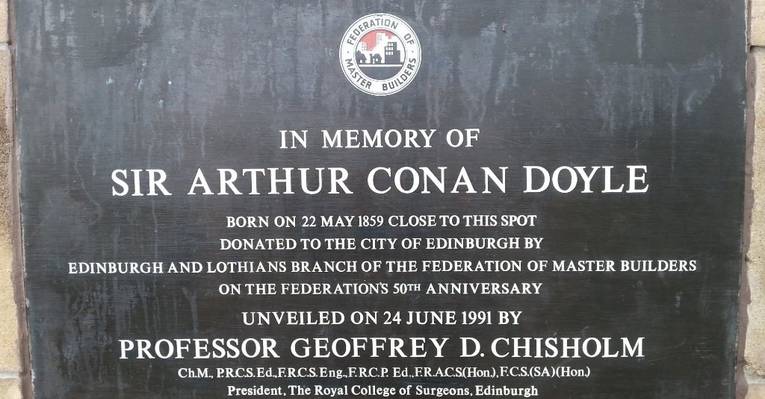 FEDERATION OF
MASTER BUILDERS
IN MEMORY OF
SIR ARTHUR CONAN DOYLE
BORN ON 22 MAY 1859 CLOSE TO THIS SPOT
DONATED TO THE CITY OF EDINBURGH BY
EDINBURGH AND LOTHIANS BRANCH OF THE FEDERATION OF MASTER BUILDERS
ON THE FEDERATION'S 50TH ANNIVERSARY
UNVEILED ON 24 JUNE 1991 BY
PROFESSOR GEOFFREY D. CHISHOLM
Ch.M., P.R.C.S.Ed.,F.R.C.S. Eng.,F.R.C.P. Ed.,F.R.A.C.S(Hon.), F.C.S.(SA)(Hon.)
President, The Royal College of Surgeons, Edinburgh